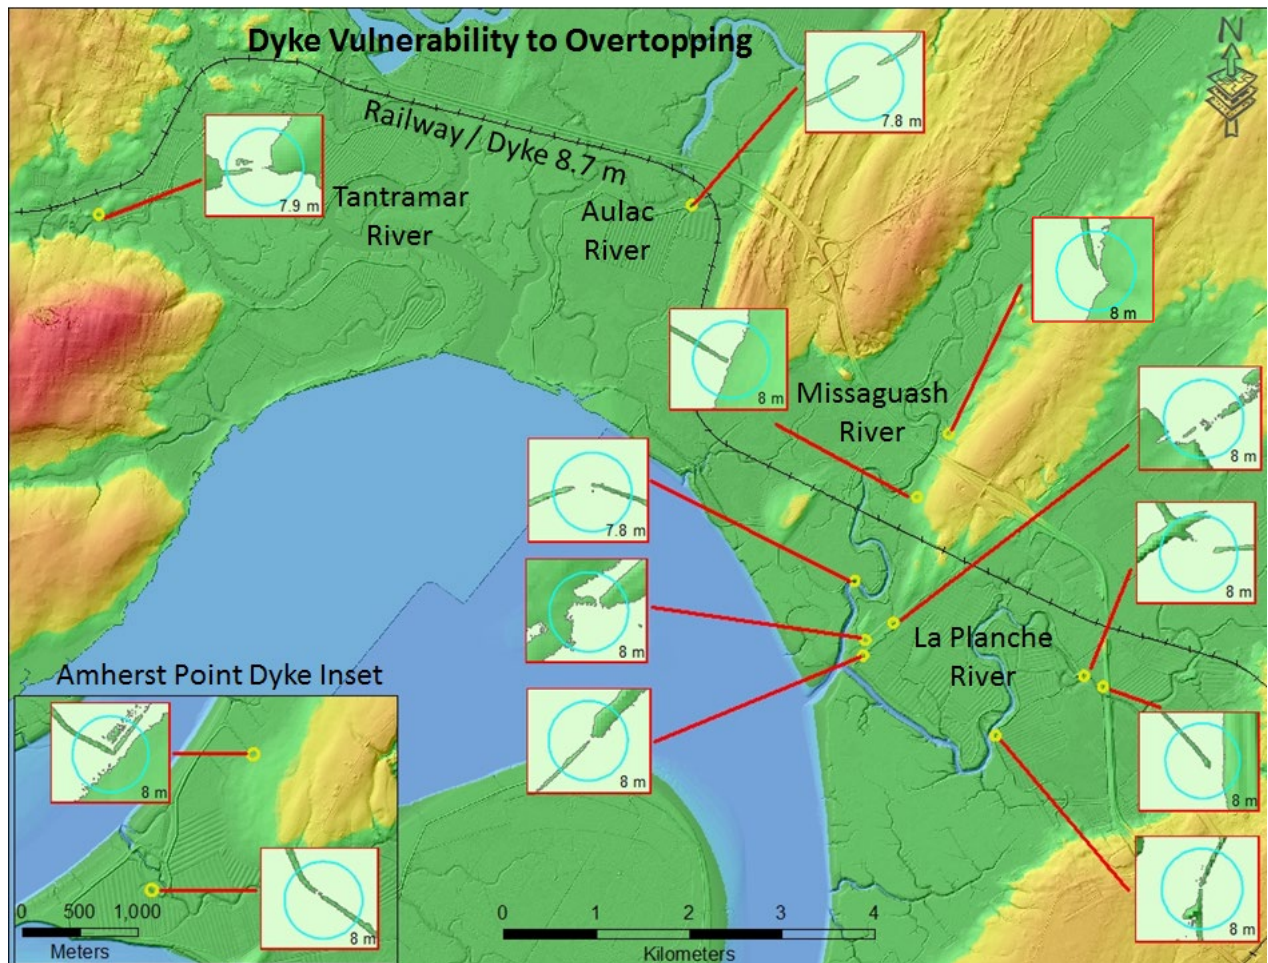 Dyke Vulnerability to Overtopping
N
7.8 m
Railway / Dyke 8.7 m
7.9 m
Tantramar
River
Aulac
River
8 m
8 m
Missaguash
River
8 m
7.8 m
8 m
8 m
La Planche
River
8 m
8 m
8 m
Amherst Point Dyke Inset
8 m
8 m
0 500 1,000
Meters
0 1 2 3 4
Kilometers